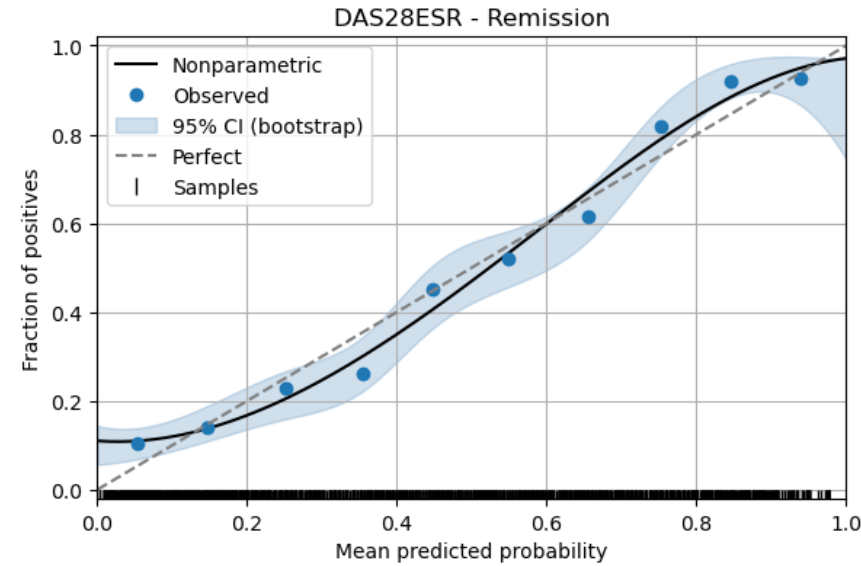 DAS28ESR - Remission
Nonparametric
Observed
95% CI (bootstrap)
Perfect
Samples
Fraction of positives
1.0
0.8
0.6
0.4
0.2
0.0
0.0 0.2 0.4 0.6 0.8 1.0
Mean predicted probability